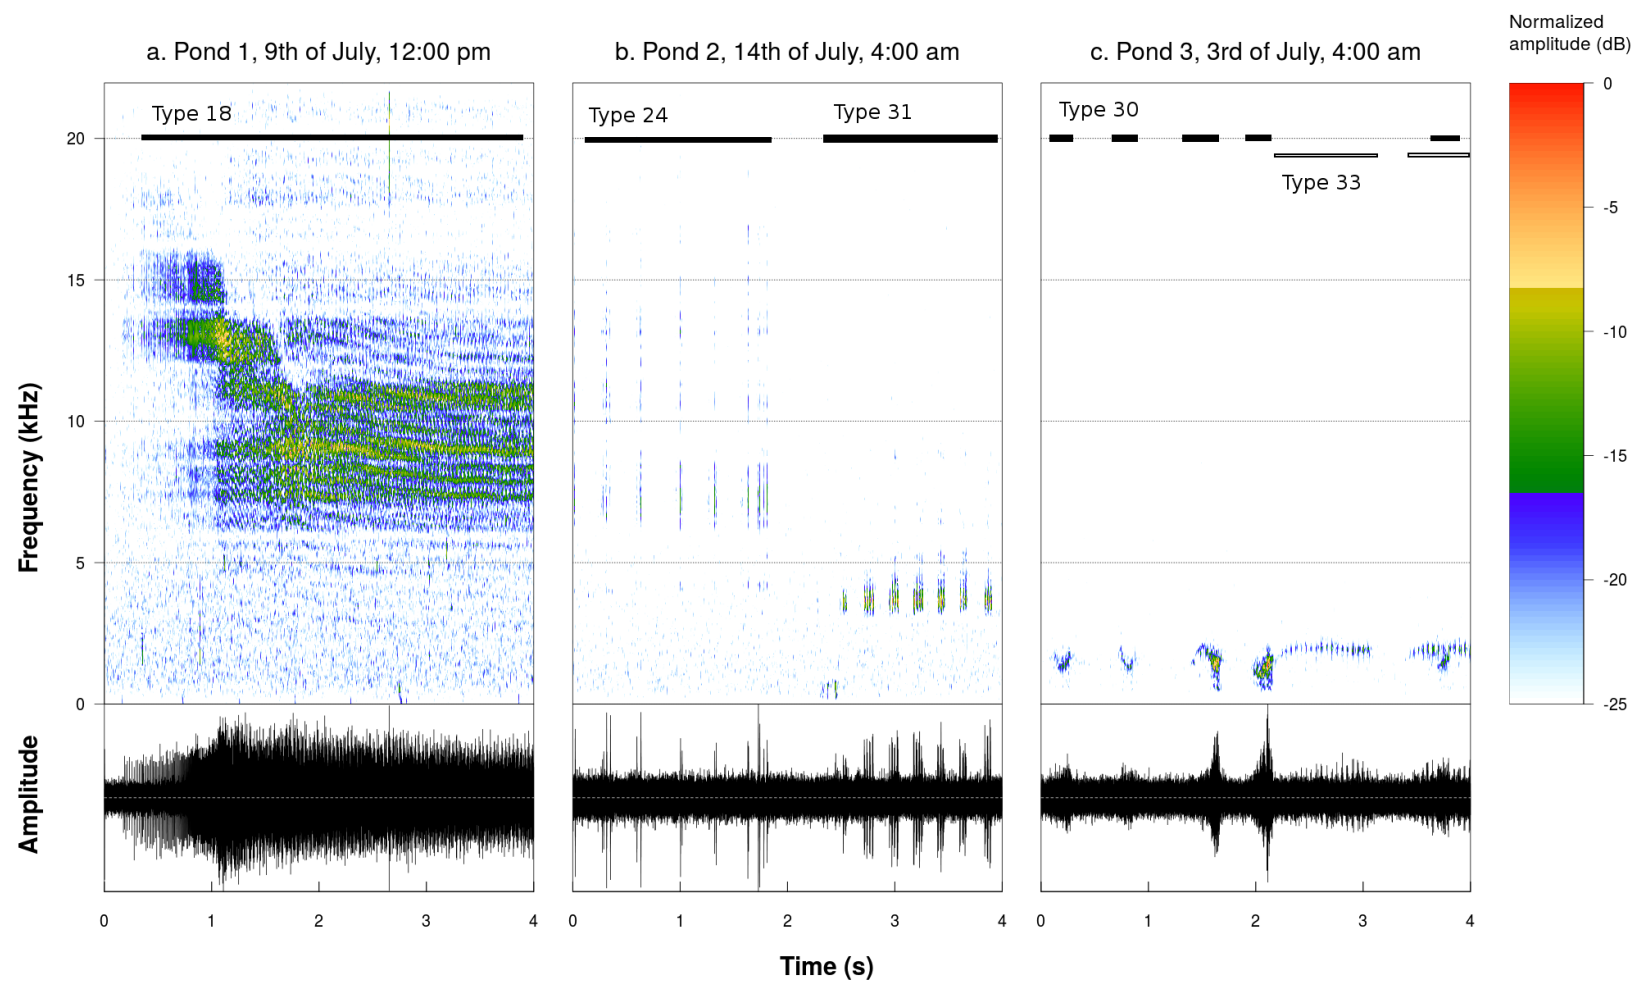 Normalized
amplitude (dB)
a. Pond 1, 9th of July, 12:00 pm
b. Pond 2, 14th of July, 4:00 am
c. Pond 3, 3rd of July, 4:00 am
Type 18
Type 24
Type 31
Type 30
Type 33
Frequency (kHz)
20
15
10
5
0
0
-5
-10
-15
-20
-25
Amplitude
0 1 2 3 4
0 1 2 3 4
0 1 2 3 4
Time (s)